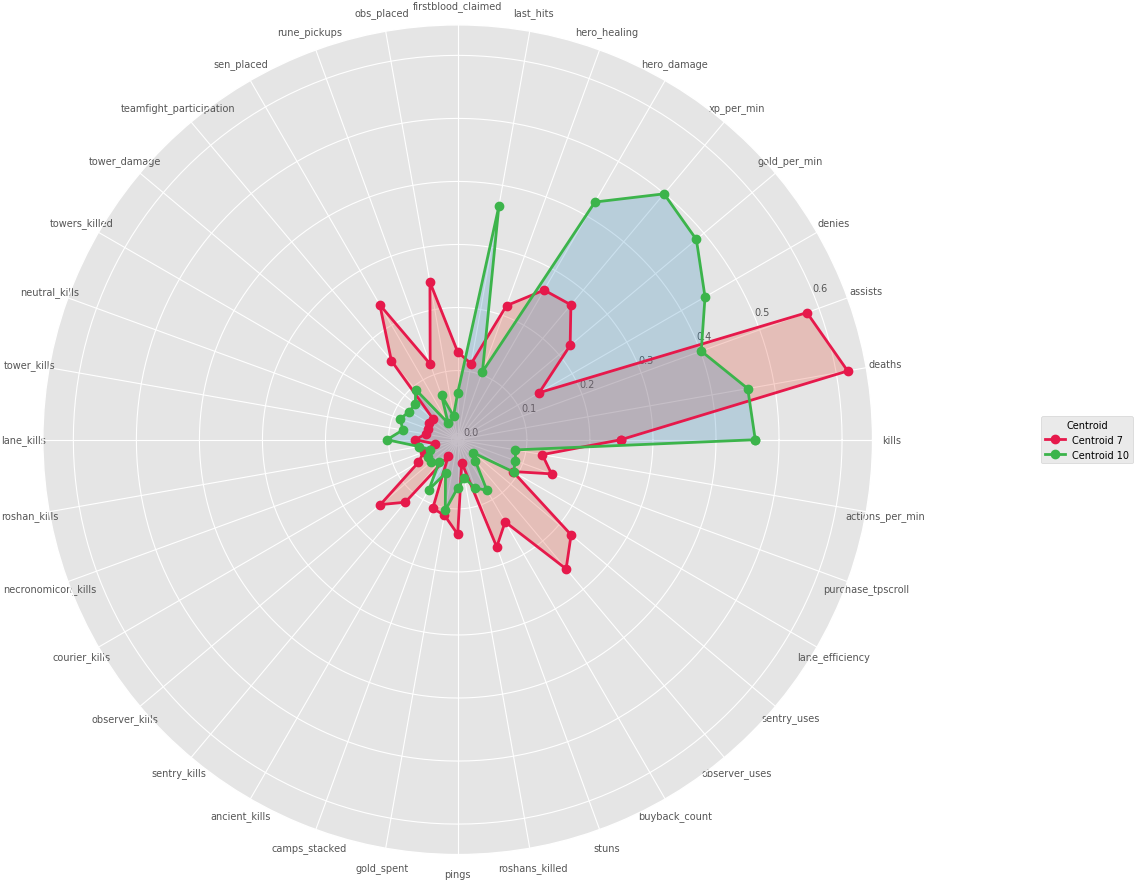 firstblood_claimed
obs_placed
last_hits
rune_pickups
hero_healing
sen_placed
hero_damage
teamfight_participation
xp_per_min
tower_damage
gold_per_min
towers_killed
denies
neutral_kills
assists
0.6
0.5
0.4
0.3
0.2
0.1
0.0
tower_kills
deaths
lane_kills
kills
Centroid
Centroid 7
Centroid 10
roshan_kills
actions_per_min
necronomicon_kills
purchase_tpscroll
courier_kills
lane_efficiency
observer_kills
sentry_uses
sentry_kills
observer_uses
ancient_kills
buyback_count
camps_stacked
stuns
gold_spent
roshans_killed
pings